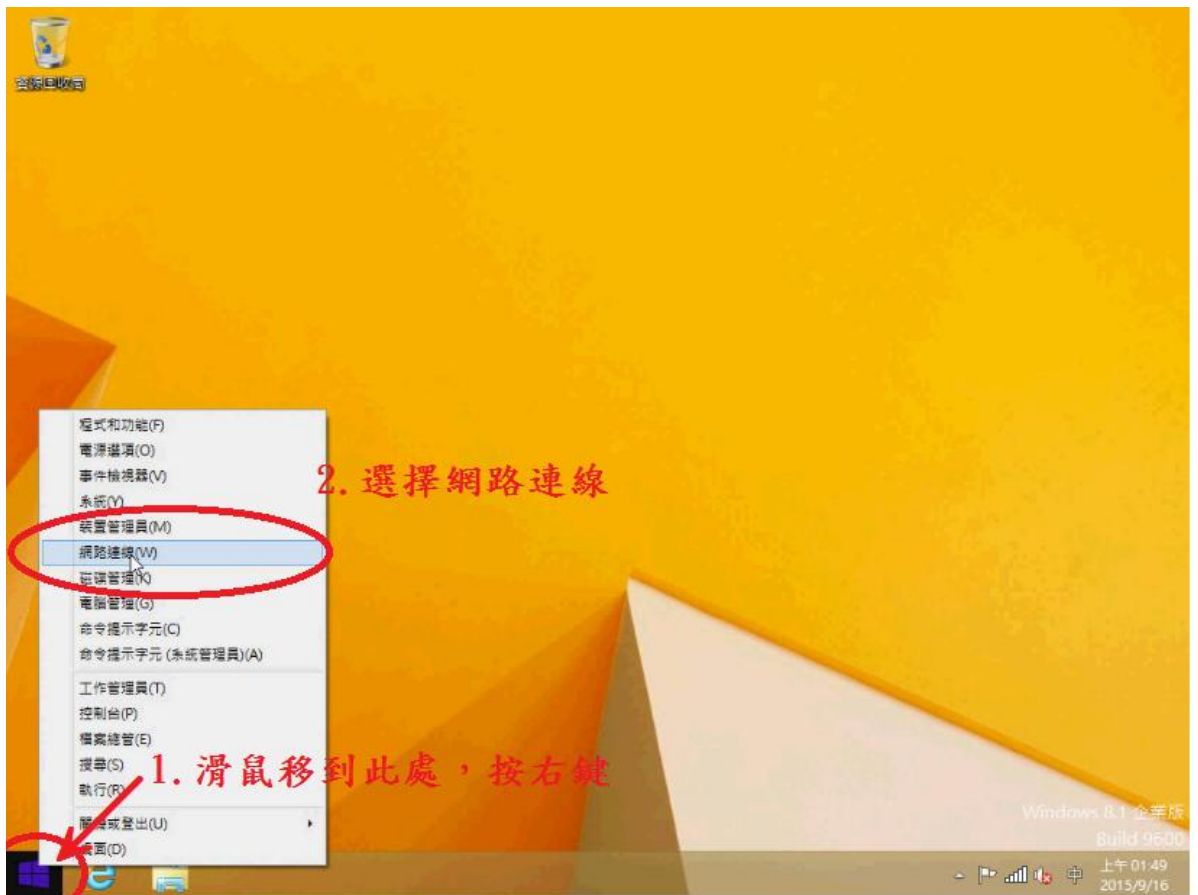 資源回收筒
程式和功能(F)
電源選項(O)
事件檢視器(V)
2. 選擇網路連線
系統(Y)
裝置管理員(M)
網路連線(W)
磁碟管理(K)
電腦管理(G)
命令提示字元(C)
命令提示字元 (系統管理員)(A)
工作管理員(T)
控制台(P)
檔案總管(E)
搜尋(S)
1. 滑鼠移到此處，按右鍵
執行(R)
關機或登出(U)
桌面(D)
Windows 8.1 企業版
Build 9600
中
上午 01:49
2015/9/16